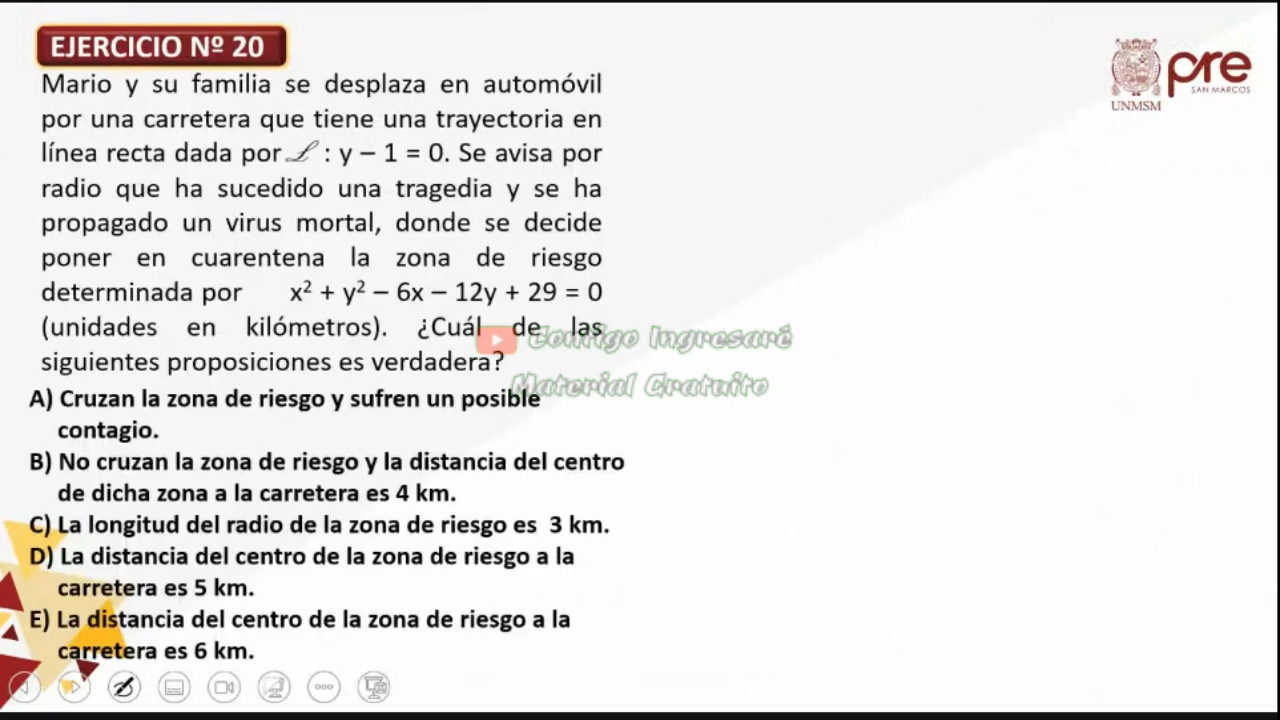 EJERCICIO Nº 20
Mario y su familia se desplaza en automóvil
por una carretera que tiene una trayectoria en
línea recta dada por ℒ : y – 1 = 0. Se avisa por
radio que ha sucedido una tragedia y se ha
propagado un virus mortal, donde se decide
poner en cuarentena la zona de riesgo
determinada por x² + y² – 6x – 12y + 29 = 0
(unidades en kilómetros). ¿Cuál de las
siguientes proposiciones es verdadera?
A) Cruzan la zona de riesgo y sufren un posible
contagio.
B) No cruzan la zona de riesgo y la distancia del centro
de dicha zona a la carretera es 4 km.
C) La longitud del radio de la zona de riesgo es 3 km.
D) La distancia del centro de la zona de riesgo a la
carretera es 5 km.
E) La distancia del centro de la zona de riesgo a la
carretera es 6 km.
Contigo Ingresaré
Material Gratuito
UNMSM
pre
SAN MARCOS